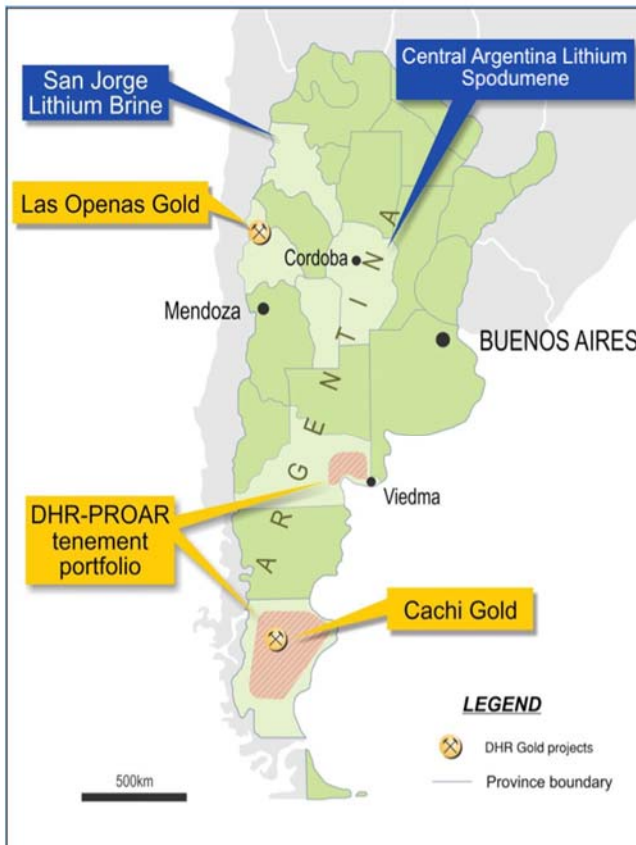 San Jorge
Lithium Brine
Central Argentina Lithium
Spodumene
Las Openas Gold
Cordoba
Mendoza
BUENOS AIRES
ARGENTINA
Viedma
DHR-PROAR
tenement
portfolio
Cachi Gold
LEGEND
DHR Gold projects
Province boundary
500km